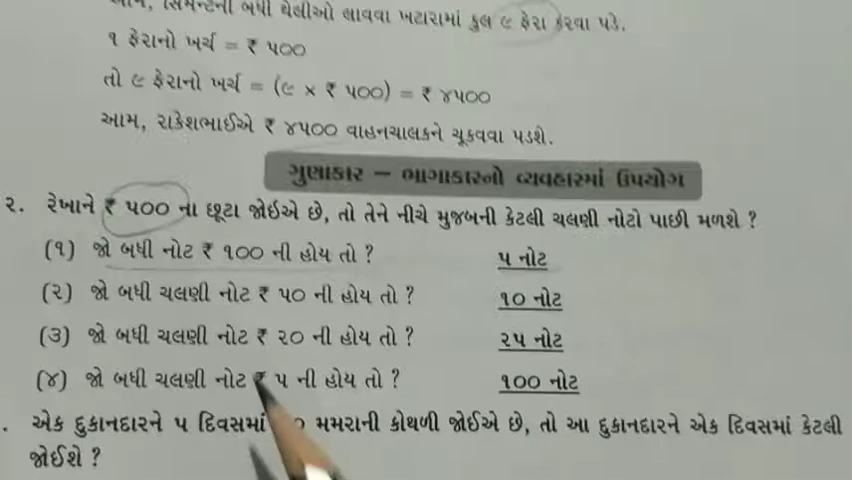 આમ, સિમેન્ટની બધી થેલીઓ લાવવા ખટારામાં કુલ ૯ ફેરા કરવા પડે.
૧ ફેરાનો ખર્ચ = ₹ ૫૦૦
તો ૯ ફેરાનો ખર્ચ = (૯ × ₹ ૫૦૦) = ₹ ૪૫૦૦
આમ, રાકેશભાઈએ ₹ ૪૫૦૦ વાહનચાલકને ચૂકવવા પડશે.
ગુણાકાર – ભાગાકારનો વ્યવહારમાં ઉપયોગ
૨. રેખાને ₹ ૫૦૦ ના છૂટા જોઇએ છે, તો તેને નીચે મુજબની કેટલી ચલણી નોટો પાછી મળશે ?
(૧) જો બધી નોટ ₹ ૧૦૦ ની હોય તો ? ૫ નોટ
(૨) જો બધી ચલણી નોટ ₹ ૫૦ ની હોય તો ? ૧૦ નોટ
(૩) જો બધી ચલણી નોટ ₹ ૨૦ ની હોય તો ? ૨૫ નોટ
(૪) જો બધી ચલણી નોટ ₹ ૫ ની હોય તો ? ૧૦૦ નોટ
. એક દુકાનદારને ૫ દિવસમાં મમરાની કોથળી જોઈએ છે, તો આ દુકાનદારને એક દિવસમાં કેટલી
જોઈશે ?